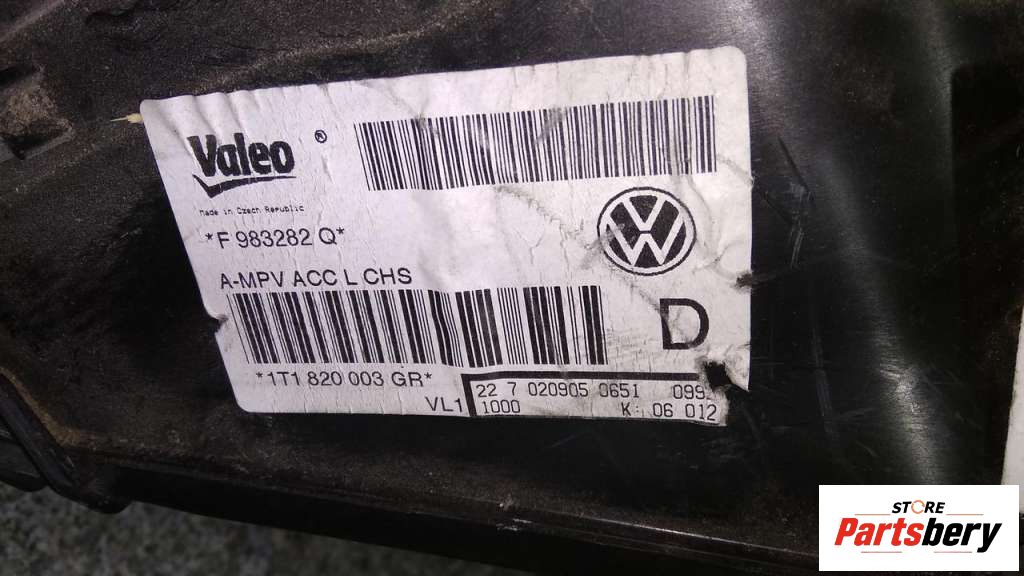 Valeo ®
Made in Czech Republic
*F 983282 Q*
A-MPV ACC L CHS
D
*1T1 820 003 GR*
VL1
22 7 020905 0651
1000 K: 06 012
STORE
Partsbery